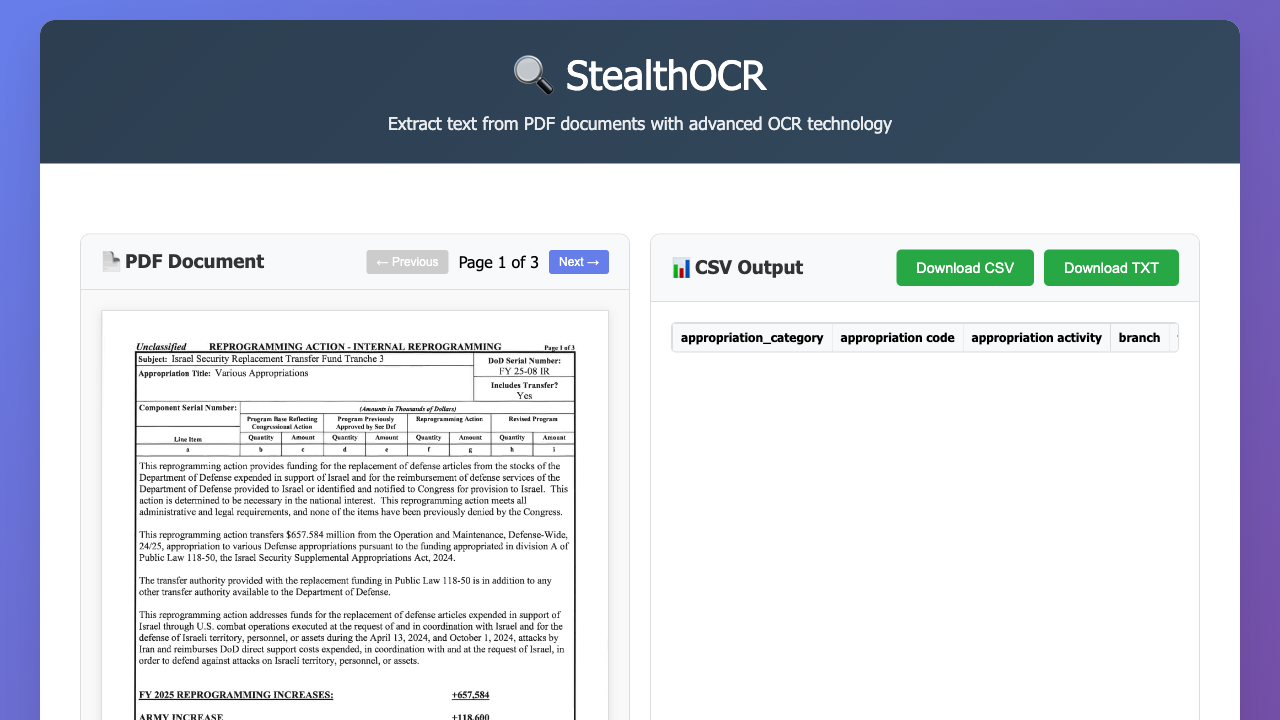 StealthOCR
Extract text from PDF documents with advanced OCR technology
PDF Document
← Previous
Page 1 of 3
Next →
Unclassified REPROGRAMMING ACTION - INTERNAL REPROGRAMMING Page 1 of 3
Subject: Israel Security Replacement Transfer Fund Tranche 3
DoD Serial Number:
FY 25-08 IR
Appropriation Title: Various Appropriations
Includes Transfer?
Yes
Component Serial Number:
(Amounts in Thousands of Dollars)
Program Base Reflecting Congressional Action
Program Previously Approved by Sec Def
Reprogramming Action
Revised Program
Line Item Quantity Amount Quantity Amount Quantity Amount Quantity Amount
a b c d e f g h i
This reprogramming action provides funding for the replacement of defense articles from the stocks of the
Department of Defense expended in support of Israel and for the reimbursement of defense services of the
Department of Defense provided to Israel or identified and notified to Congress for provision to Israel. This
action is determined to be necessary in the national interest. This reprogramming action meets all
administrative and legal requirements, and none of the items have been previously denied by the Congress.
This reprogramming action transfers $657.584 million from the Operation and Maintenance, Defense-Wide,
24/25, appropriation to various Defense appropriations pursuant to the funding appropriated in division A of
Public Law 118-50, the Israel Security Supplemental Appropriations Act, 2024.
The transfer authority provided with the replacement funding in Public Law 118-50 is in addition to any
other transfer authority available to the Department of Defense.
This reprogramming action addresses funds for the replacement of defense articles expended in support of
Israel through U.S. combat operations executed at the request of and in coordination with Israel and for the
defense of Israeli territory, personnel, or assets during the April 13, 2024, and October 1, 2024, attacks by
Iran and reimburses DoD direct support costs expended, in coordination with and at the request of Israel, in
order to defend against attacks on Israeli territory, personnel, or assets.
FY 2025 REPROGRAMMING INCREASES: +657,584
ARMY INCREASE +118,600
CSV Output
Download CSV
Download TXT
appropriation_category appropriation code appropriation activity branch